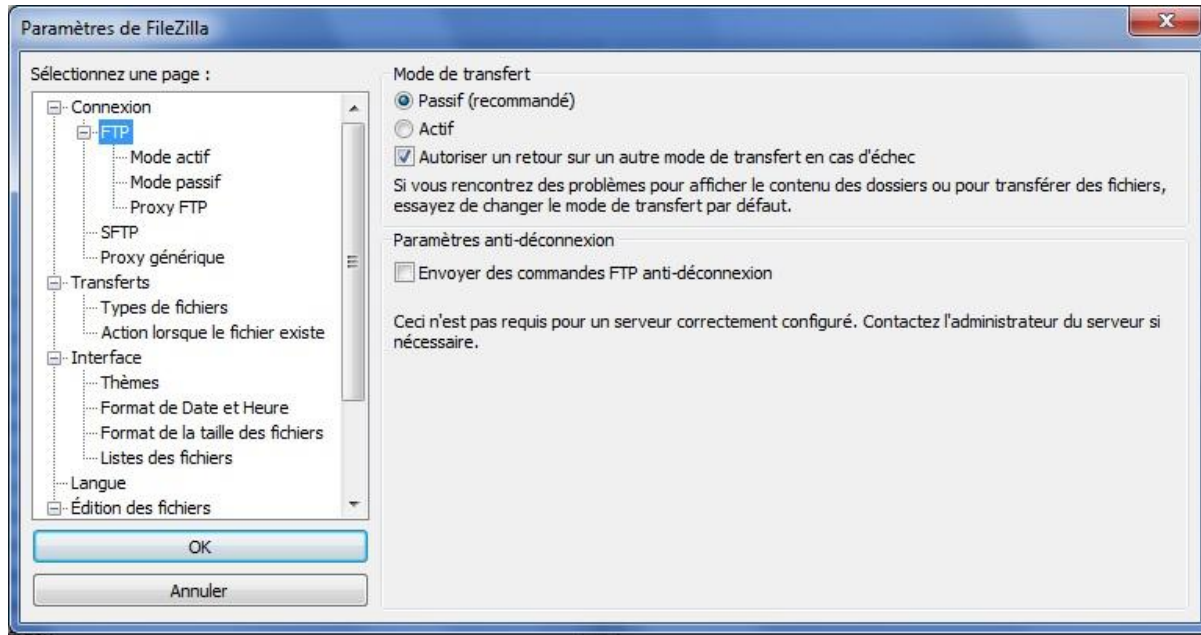 Paramètres de FileZilla
Sélectionnez une page :
Connexion
FTP
Mode actif
Mode passif
Proxy FTP
SFTP
Proxy générique
Transferts
Types de fichiers
Action lorsque le fichier existe
Interface
Thèmes
Format de Date et Heure
Format de la taille des fichiers
Listes des fichiers
Langue
Édition des fichiers
OK
Annuler
Mode de transfert
Passif (recommandé)
Actif
Autoriser un retour sur un autre mode de transfert en cas d'échec
Si vous rencontrez des problèmes pour afficher le contenu des dossiers ou pour transférer des fichiers,
essayez de changer le mode de transfert par défaut.
Paramètres anti-déconnexion
Envoyer des commandes FTP anti-déconnexion
Ceci n'est pas requis pour un serveur correctement configuré. Contactez l'administrateur du serveur si
nécessaire.